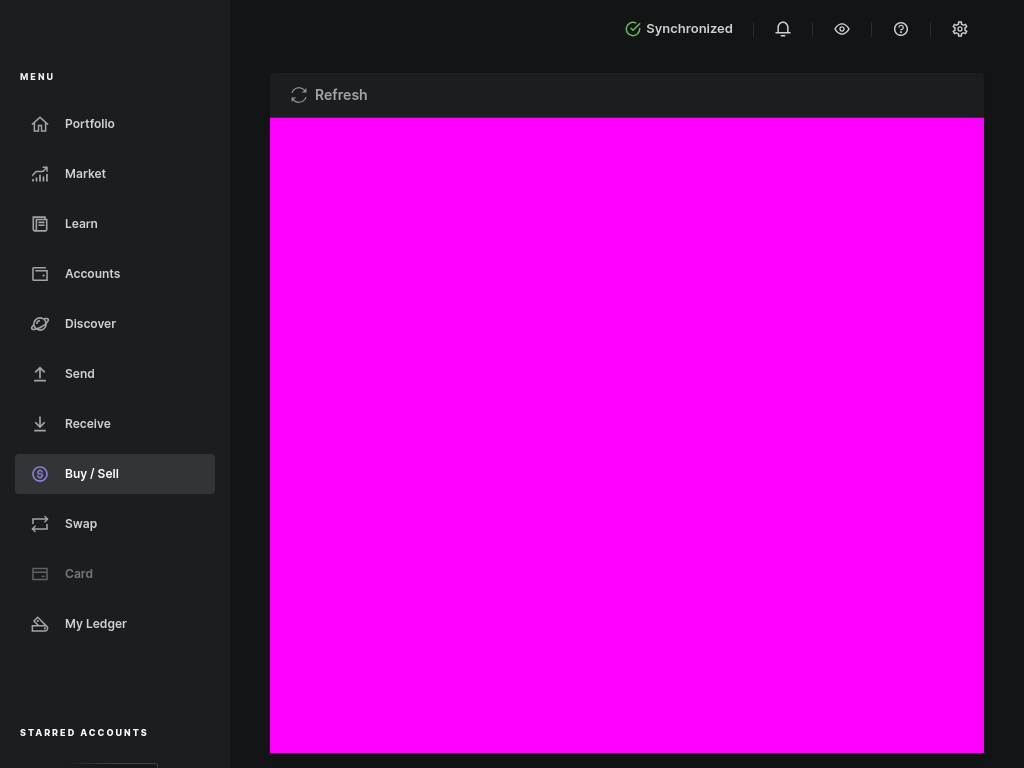 Synchronized
MENU
Refresh
Portfolio
Market
Learn
Accounts
Discover
Send
Receive
Buy / Sell
Swap
Card
My Ledger
STARRED ACCOUNTS